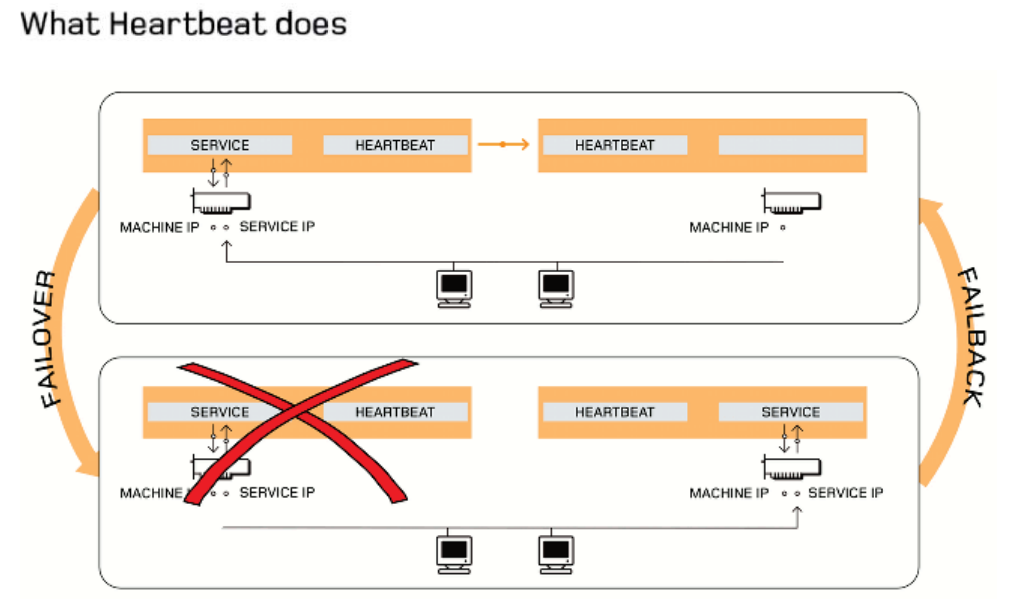 What Heartbeat does
SERVICE HEARTBEAT HEARTBEAT
MACHINE IP SERVICE IP MACHINE IP
FAILOVER
FAILBACK
SERVICE HEARTBEAT HEARTBEAT SERVICE
MACHINE SERVICE IP MACHINE IP SERVICE IP